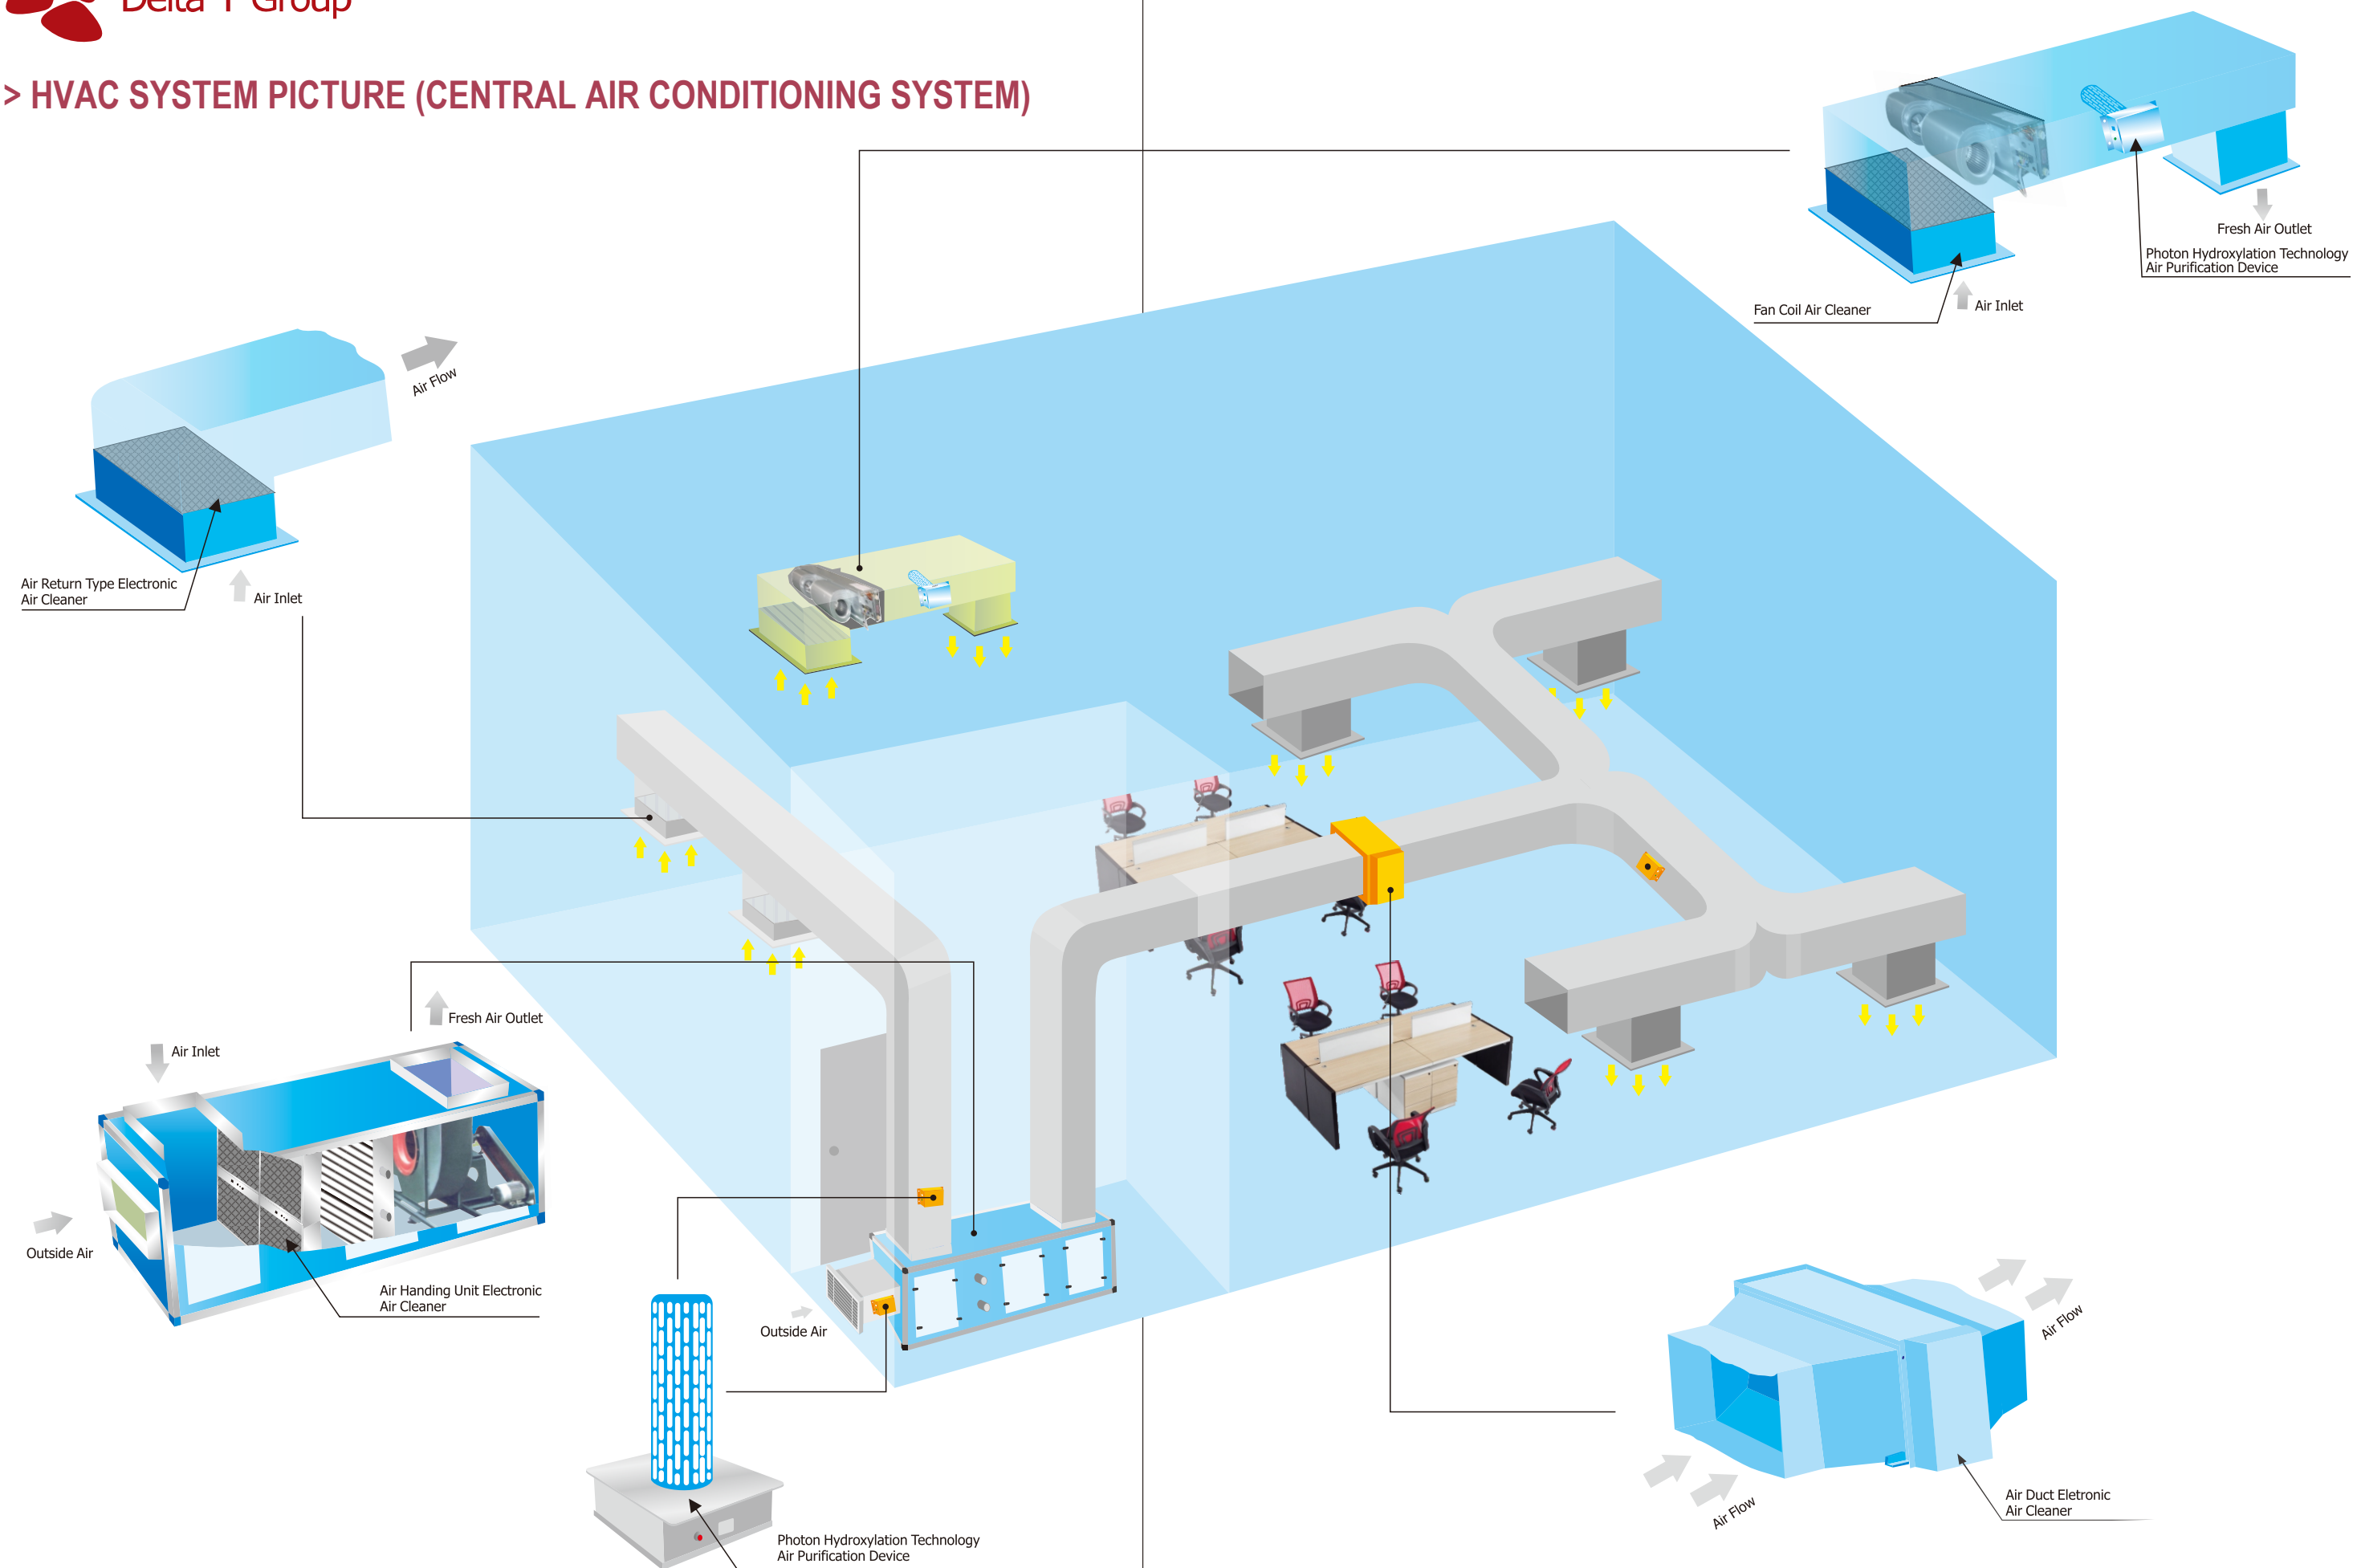 Delta Group
> HVAC SYSTEM PICTURE (CENTRAL AIR CONDITIONING SYSTEM)
Fresh Air Outlet
Photon Hydroxylation Technology
Air Purification Device
Fan Coil Air Cleaner
Air Inlet
Air Flow
Air Return Type Electronic
Air Cleaner
Air Inlet
Fresh Air Outlet
Air Inlet
Outside Air
Air Handing Unit Electronic
Air Cleaner
Outside Air
Photon Hydroxylation Technology
Air Purification Device
Air Flow
Air Flow
Air Duct Eletronic
Air Cleaner